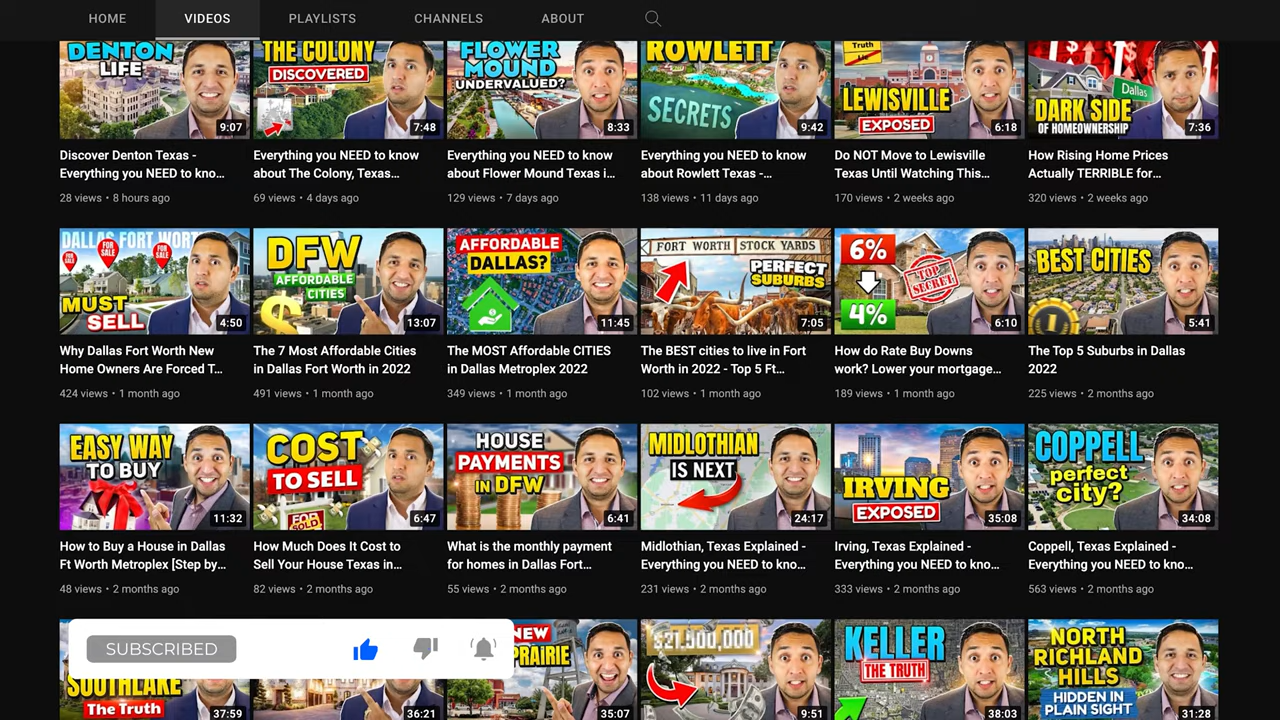 HOME
VIDEOS
PLAYLISTS
CHANNELS
ABOUT
DENTON
LIFE
9:07
THE COLONY
DISCOVERED
7:48
FLOWER
MOUND
UNDERVALUED?
8:33
ROWLETT
SECRETS
9:42
Truth
Lie
LEWISVILLE
EXPOSED
6:18
Dallas
DARK SIDE
OF HOMEOWNERSHIP
7:36
Discover Denton Texas -
Everything you NEED to kno...
28 views • 8 hours ago
Everything you NEED to know
about The Colony, Texas...
69 views • 4 days ago
Everything you NEED to know
about Flower Mound Texas i...
129 views • 7 days ago
Everything you NEED to know
about Rowlett Texas -...
138 views • 11 days ago
Do NOT Move to Lewisville
Texas Until Watching This...
170 views • 2 weeks ago
How Rising Home Prices
Actually TERRIBLE for...
320 views • 2 weeks ago
DALLAS FORT WORTH
FOR SALE
FOR SALE
FOR SALE
MUST
SELL
4:50
DFW
AFFORDABLE
CITIES
13:07
AFFORDABLE
DALLAS?
11:45
FORT WORTH STOCK YARDS
PERFECT
SUBURBS
7:05
6%
4%
TOP SECRET
6:10
BEST CITIES
1
5:41
Why Dallas Fort Worth New
Home Owners Are Forced T...
424 views • 1 month ago
The 7 Most Affordable Cities
in Dallas Fort Worth in 2022
491 views • 1 month ago
The MOST Affordable CITIES
in Dallas Metroplex 2022
349 views • 1 month ago
The BEST cities to live in Fort
Worth in 2022 - Top 5 Ft...
102 views • 1 month ago
How do Rate Buy Downs
work? Lower your mortgage...
189 views • 1 month ago
The Top 5 Suburbs in Dallas
2022
225 views • 2 months ago
EASY WAY
TO BUY
11:32
COST
TO SELL
FOR
SOLD
6:47
HOUSE
PAYMENTS
IN DFW
6:41
MIDLOTHIAN
IS NEXT
24:17
IRVING
EXPOSED
35:08
COPPELL
perfect
city?
34:08
How to Buy a House in Dallas
Ft Worth Metroplex [Step by...
48 views • 2 months ago
How Much Does It Cost to
Sell Your House Texas in...
82 views • 2 months ago
What is the monthly payment
for homes in Dallas Fort...
55 views • 2 months ago
Midlothian, Texas Explained -
Everything you NEED to kno...
231 views • 2 months ago
Irving, Texas Explained -
Everything you NEED to kno...
333 views • 2 months ago
Coppell, Texas Explained -
Everything you NEED to kno...
563 views • 2 months ago
SUBSCRIBED
SOUTHLAKE
The Truth
37:59
36:21
NEW
PRAIRIE
35:07
$21,500,000
9:51
KELLER
THE TRUTH
38:03
NORTH
RICHLAND
HILLS
HIDDEN IN
PLAIN SIGHT
31:28